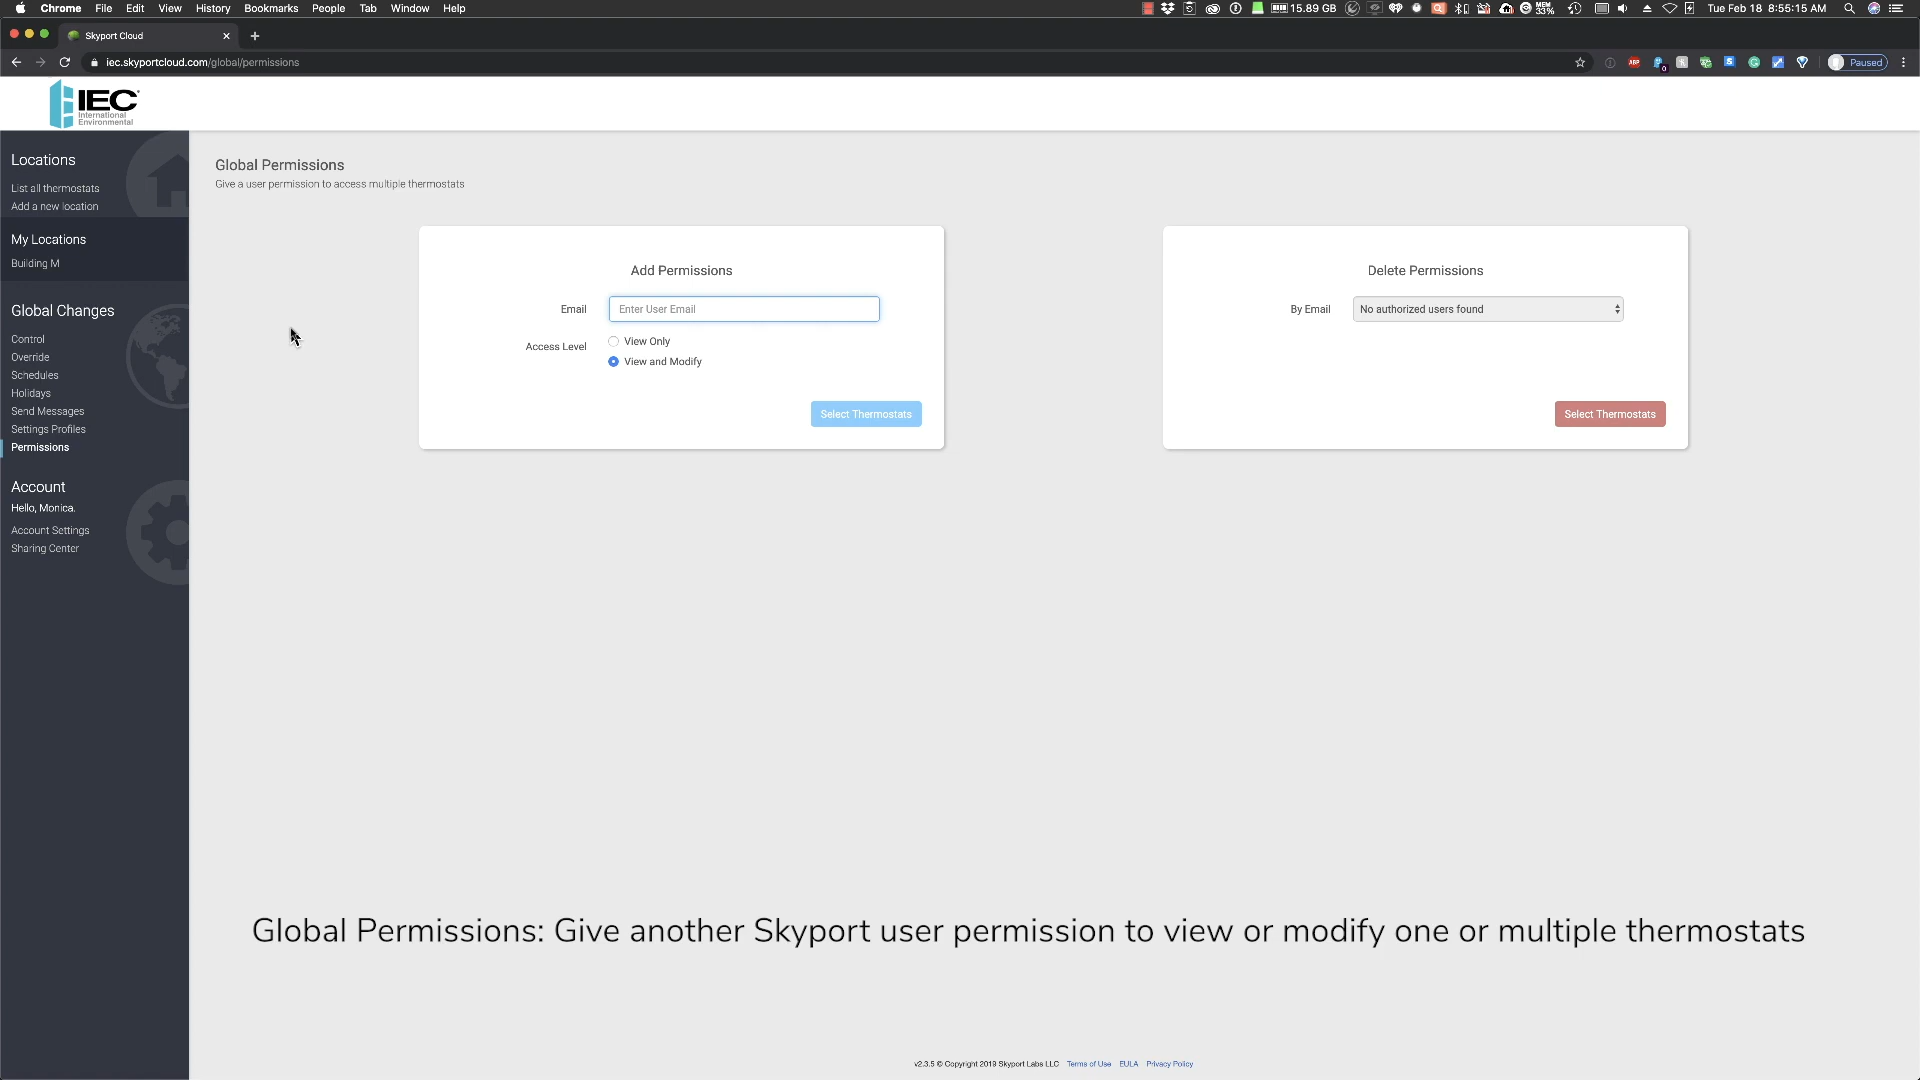 Chrome File Edit View History Bookmarks People Tab Window Help 15.89 GB MEM 33% Tue Feb 18 8:55:15 AM
Skyport Cloud
iec.skyportcloud.com/global/permissions
ABP
0
Paused
IEC
International
Environmental
Locations
List all thermostats
Add a new location
My Locations
Building M
Global Changes
Control
Override
Schedules
Holidays
Send Messages
Settings Profiles
Permissions
Account
Hello, Monica.
Account Settings
Sharing Center
Global Permissions
Give a user permission to access multiple thermostats
Add Permissions
Email Enter User Email
Access Level
View Only
View and Modify
Select Thermostats
Delete Permissions
By Email No authorized users found
Select Thermostats
Global Permissions: Give another Skyport user permission to view or modify one or multiple thermostats
v2.3.5 © Copyright 2019 Skyport Labs LLC Terms of Use EULA Privacy Policy